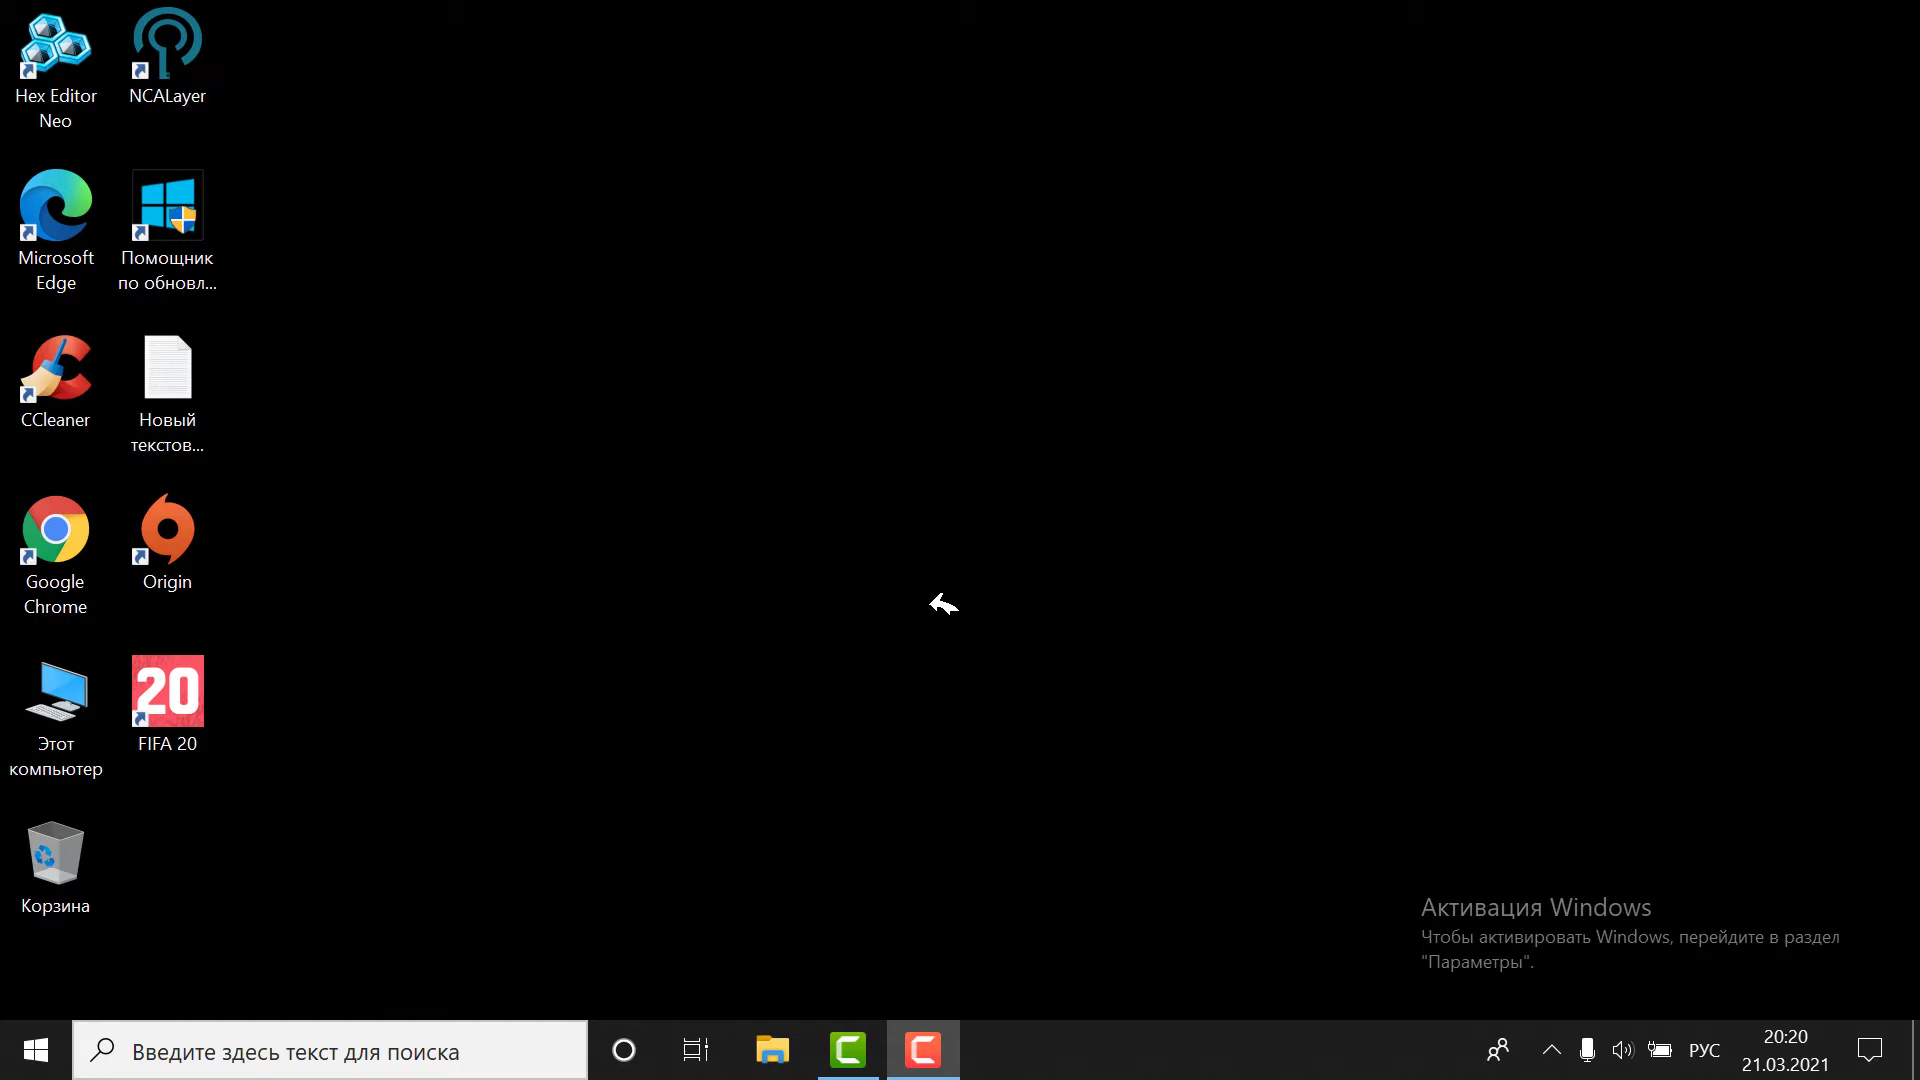 Hex Editor
Neo
NCALayer
Microsoft
Edge
Помощник
по обновл...
CCleaner
Новый
текстов...
Google
Chrome
Origin
20
Этот
компьютер
FIFA 20
Корзина
Активация Windows
Чтобы активировать Windows, перейдите в раздел
"Параметры".
Введите здесь текст для поиска
РУС
20:20
21.03.2021